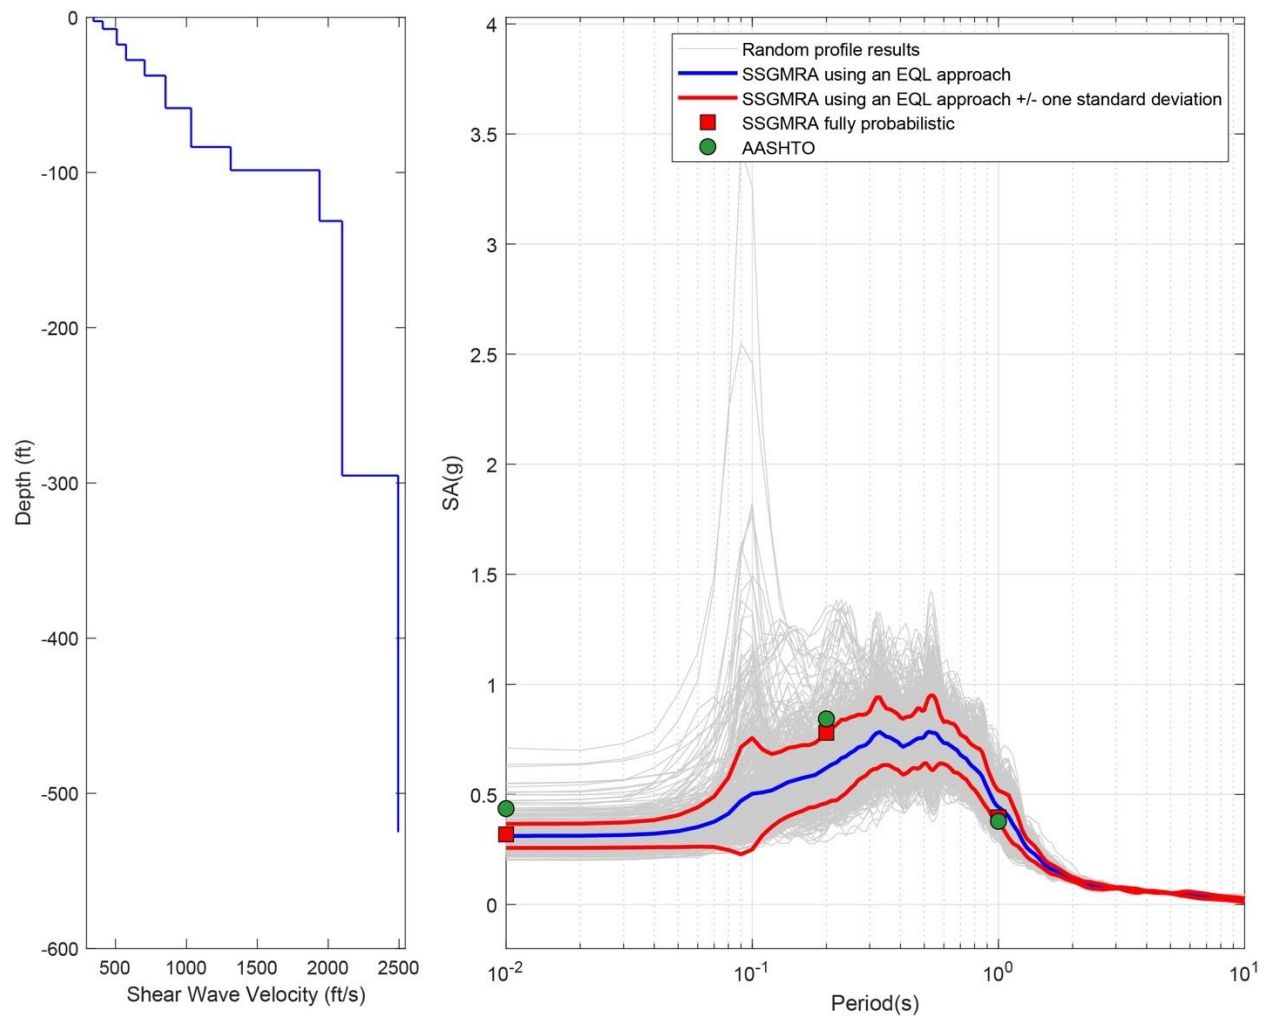 0
-100
-200
-300
-400
-500
-600
Depth (ft)
500 1000 1500 2000 2500
Shear Wave Velocity (ft/s)
4
3.5
3
2.5
2
1.5
1
0.5
0
SA(g)
Random profile results
SSGMRA using an EQL approach
SSGMRA using an EQL approach +/- one standard deviation
SSGMRA fully probabilistic
AASHTO
10-2 10-1 100 101
Period(s)